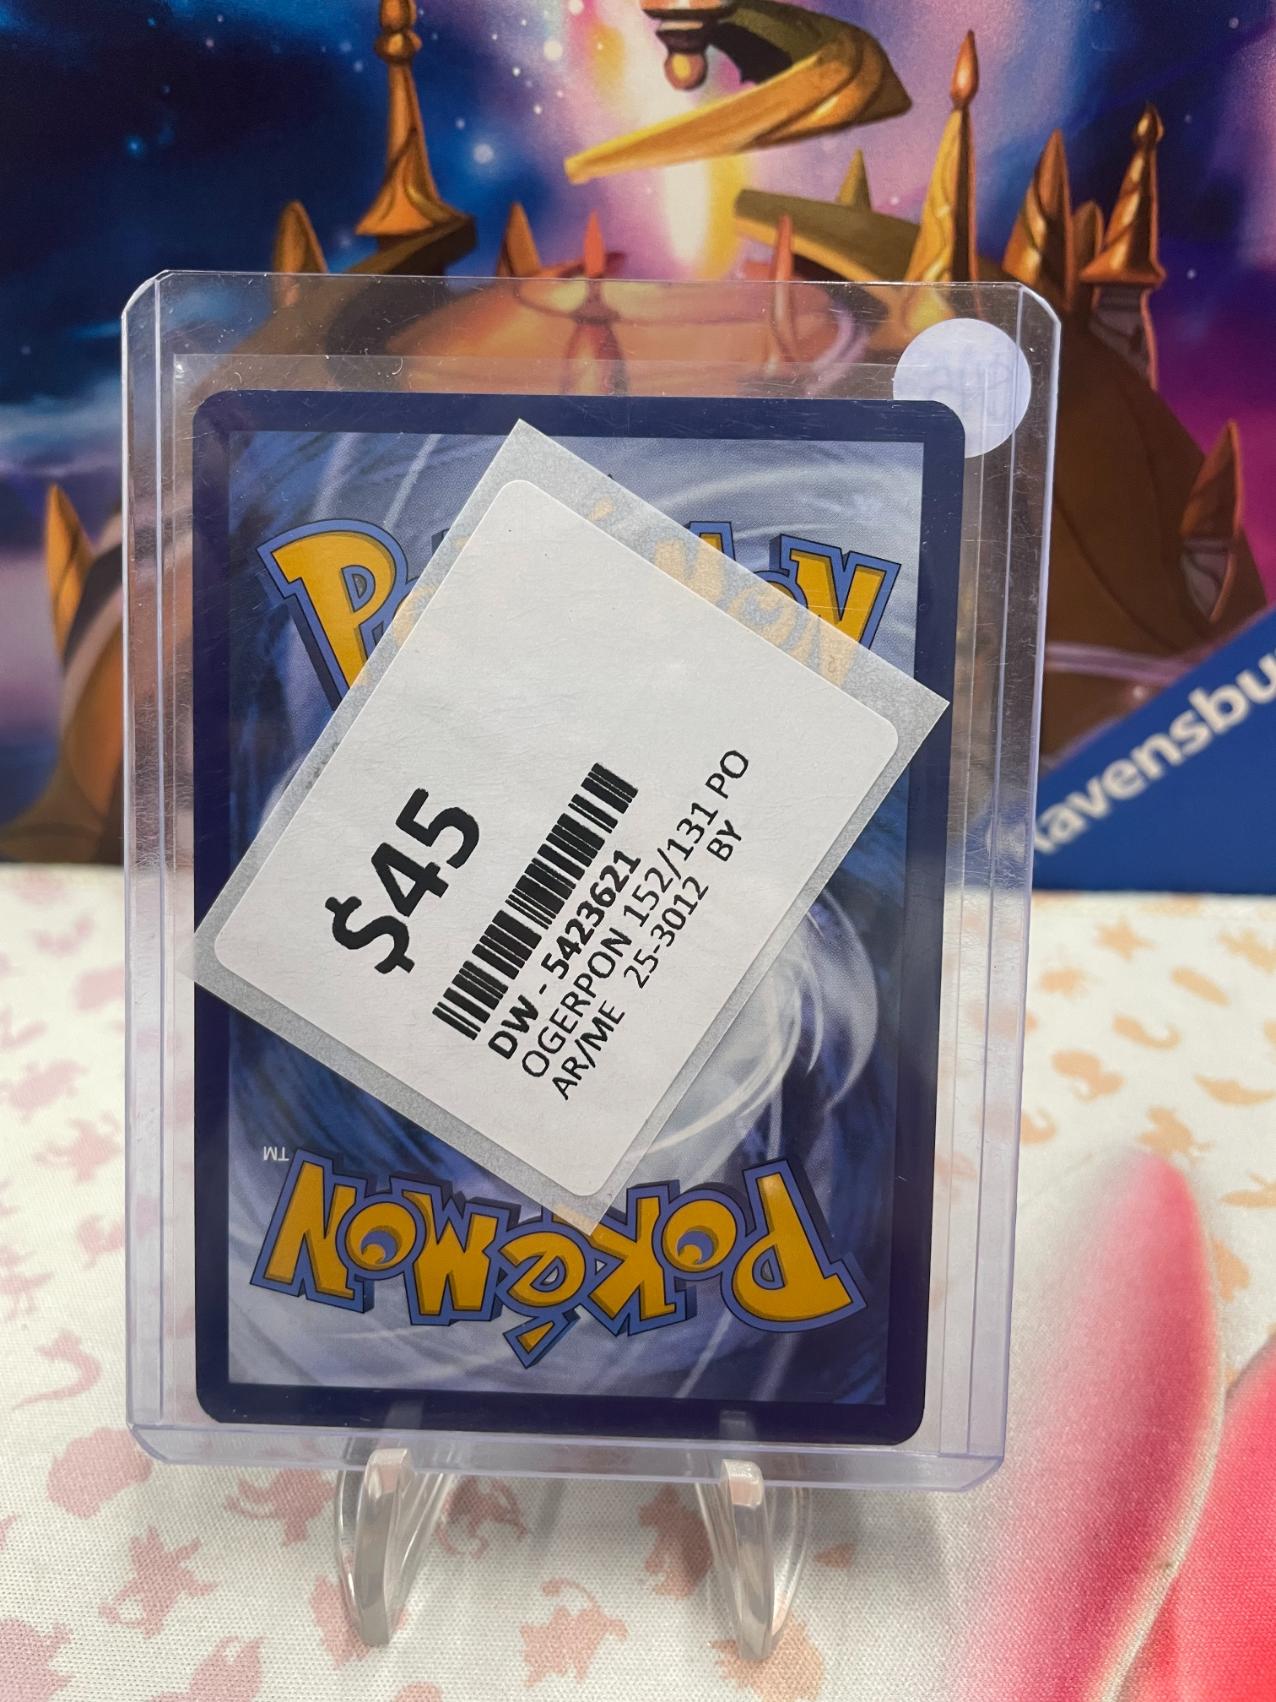 Ravensbu
POKéMON
$45
DW - 5423621
OGERPON 152/131 PO
AR/ME 25-3012 BY
TM
POKéMON